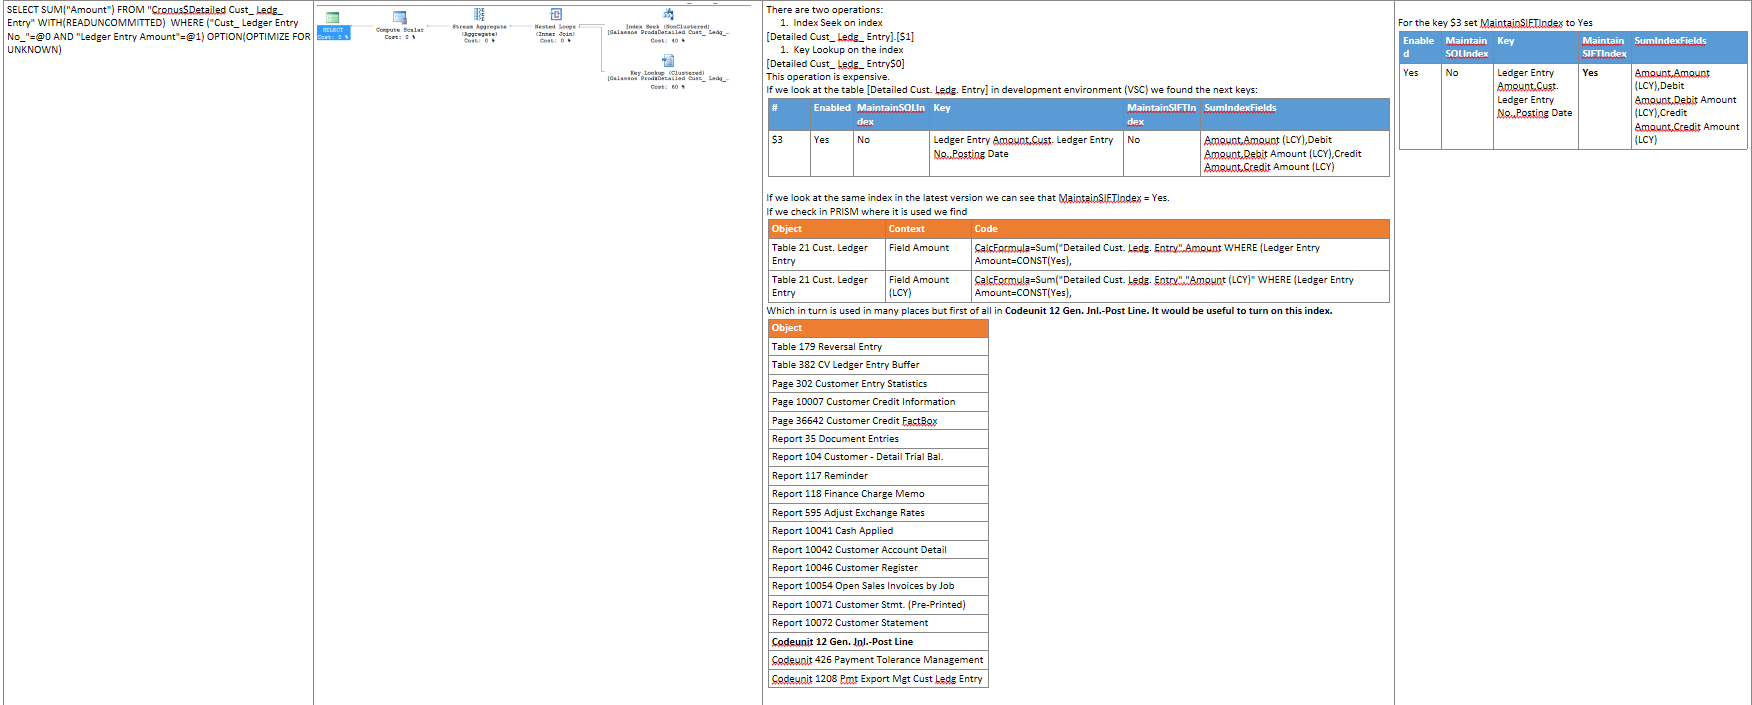 SELECT SUM("Amount") FROM "Cronus$Detailed Cust_ Ledg_
Entry" WITH(READUNCOMMITTED)  WHERE ("Cust_ Ledger Entry
No_"=@0 AND "Ledger Entry Amount"=@1) OPTION(OPTIMIZE FOR
UNKNOWN)
SELECT
Cost: 0 %
Compute Scalar
Cost: 0 %
Stream Aggregate
(Aggregate)
Cost: 0 %
Nested Loops
(Inner Join)
Cost: 0 %
Index Seek (NonClustered)
[Galassos Prod$Detailed Cust_ Ledg_…
Cost: 40 %
Key Lookup (Clustered)
[Galassos Prod$Detailed Cust_ Ledg_…
Cost: 60 %
There are two operations:
1. Index Seek on index
[Detailed Cust_ Ledg_ Entry].[$1]
1. Key Lookup on the index
[Detailed Cust_ Ledg_ Entry$0]
This operation is expensive.
If we look at the table [Detailed Cust. Ledg. Entry] in development environment (VSC) we found the next keys:
# Enabled MaintainSQLIn Key MaintainSIFTIn SumIndexFields
dex dex
$3 Yes No Ledger Entry Amount,Cust. Ledger Entry No Amount,Amount (LCY),Debit
No.,Posting Date Amount,Debit Amount (LCY),Credit
Amount,Credit Amount (LCY)
If we look at the same index in the latest version we can see that MaintainSIFTIndex = Yes.
If we check in PRISM where it is used we find
Object Context Code
Table 21 Cust. Ledger Field Amount CalcFormula=Sum("Detailed Cust. Ledg. Entry".Amount WHERE (Ledger Entry
Entry Amount=CONST(Yes),
Table 21 Cust. Ledger Field Amount CalcFormula=Sum("Detailed Cust. Ledg. Entry"."Amount (LCY)" WHERE (Ledger Entry
Entry (LCY) Amount=CONST(Yes),
Which in turn is used in many places but first of all in Codeunit 12 Gen. Jnl.-Post Line. It would be useful to turn on this index.
Object
Table 179 Reversal Entry
Table 382 CV Ledger Entry Buffer
Page 302 Customer Entry Statistics
Page 10007 Customer Credit Information
Page 36642 Customer Credit FactBox
Report 35 Document Entries
Report 104 Customer - Detail Trial Bal.
Report 117 Reminder
Report 118 Finance Charge Memo
Report 595 Adjust Exchange Rates
Report 10041 Cash Applied
Report 10042 Customer Account Detail
Report 10046 Customer Register
Report 10054 Open Sales Invoices by Job
Report 10071 Customer Stmt. (Pre-Printed)
Report 10072 Customer Statement
Codeunit 12 Gen. Jnl.-Post Line
Codeunit 426 Payment Tolerance Management
Codeunit 1208 Pmt Export Mgt Cust Ledg Entry
For the key $3 set MaintainSIFTIndex to Yes
Enable Maintain Key Maintain SumIndexFields
d SQLIndex SIFTIndex
Yes No Ledger Entry Yes Amount,Amount
Amount,Cust. (LCY),Debit
Ledger Entry Amount,Debit Amount
No.,Posting Date (LCY),Credit
Amount,Credit Amount
(LCY)